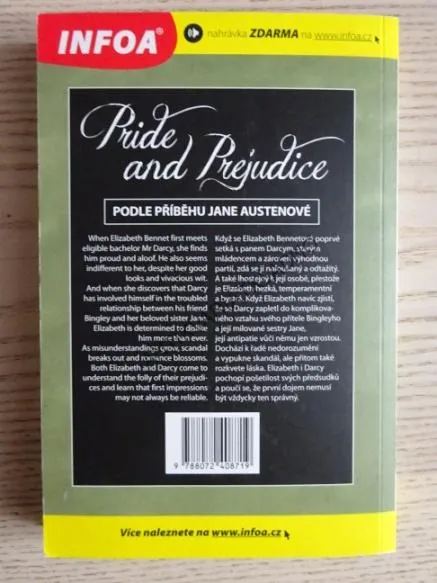 INFOA®
nahrávka ZDARMA na www.infoa.cz
Pride
and Prejudice
PODLE PŘÍBĚHU JANE AUSTENOVÉ
When Elizabeth Bennet first meets
eligible bachelor Mr Darcy, she finds
him proud and aloof. He also seems
indifferent to her, despite her good
looks and vivacious wit.
And when she discovers that Darcy
has involved himself in the troubled
relationship between his friend
Bingley and her beloved sister Jane,
Elizabeth is determined to dislike
him more than ever.
As misunderstandings grow, scandal
breaks out and romance blossoms.
Both Elizabeth and Darcy come to
understand the folly of their prejudi-
ces and learn that first impressions
may not always be reliable.
Když se Elizabeth Bennetová poprvé
setká s panem Darcym, starým
mládencem a zároveň výhodnou
partií, zdá se jí nafoukaný a odtažitý.
A také lhostejný k její osobě, přestože
je Elizabeth hezká, temperamentní
a bystrá. Když Elizabeth navíc zjistí,
že se Darcy zapletl do komplikova-
ného vztahu svého přítele Bingleyho
a její milované sestry Jane,
její antipatie vůči němu jen vzrostou.
Dochází k řadě nedorozumění
a vypukne skandál, ale přitom také
rozkvete láska. Elizabeth i Darcy
pochopí pošetilost svých předsudků
a poučí se, že první dojem nemusí
být vždycky ten správný.
9 788072 408719
Více naleznete na www.infoa.cz